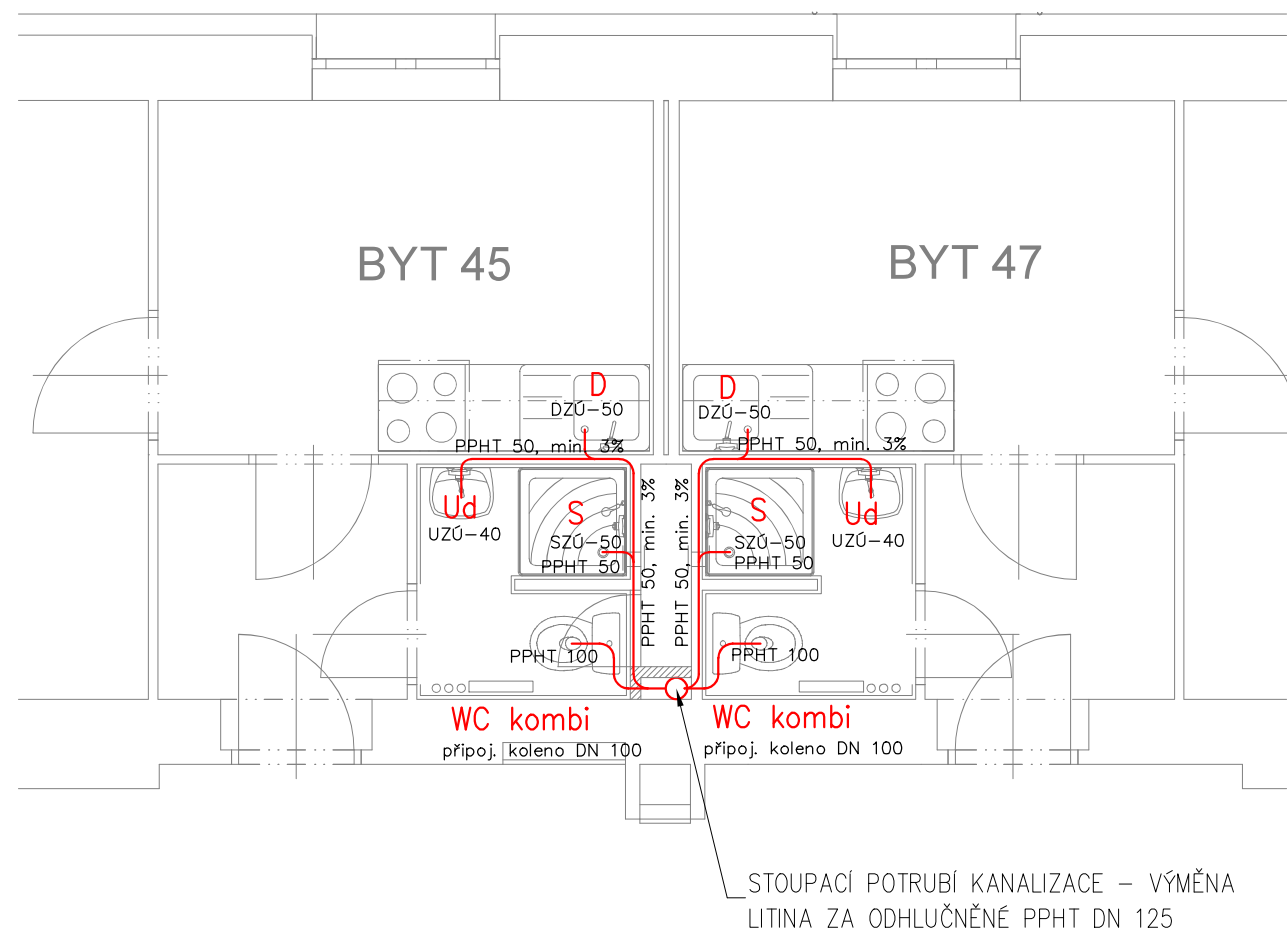 BYT 45
BYT 47
D
DZÚ-50
D
DZÚ-50
PPHT 50, min. 3%
PPHT 50, min. 3%
Ud
UZÚ-40
S
SZÚ-50
PPHT 50
PPHT 50, min. 3%
PPHT 50, min. 3%
S
SZÚ-50
PPHT 50
Ud
UZÚ-40
PPHT 100
PPHT 100
WC kombi
připoj. koleno DN 100
WC kombi
připoj. koleno DN 100
STOUPACÍ POTRUBÍ KANALIZACE – VÝMĚNA
LITINA ZA ODHLUČNĚNÉ PPHT DN 125